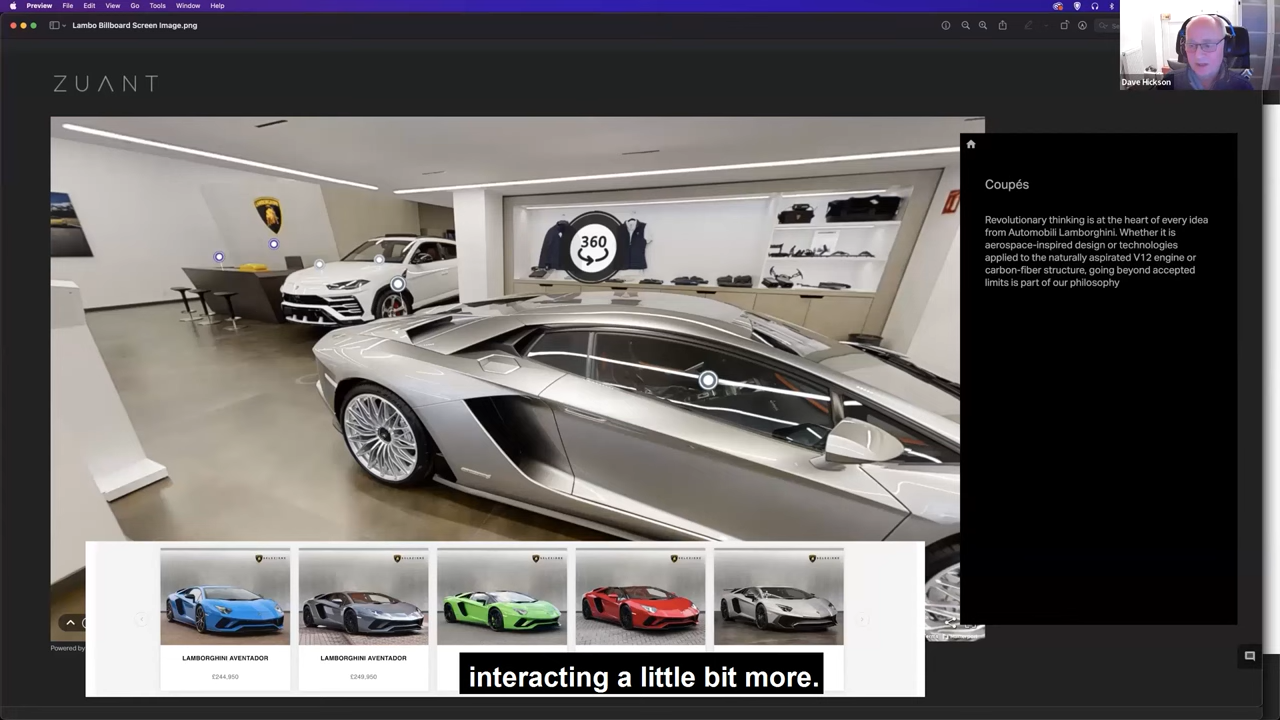 Preview File Edit View Go Tools Window Help
Lambo Billboard Screen Image.png
Dave Hickson
ZUANT
360
Coupés
Revolutionary thinking is at the heart of every idea
from Automobili Lamborghini. Whether it is
aerospace-inspired design or technologies
applied to the naturally aspirated V12 engine or
carbon-fiber structure, going beyond accepted
limits is part of our philosophy
LAMBORGHINI AVENTADOR
£244,950
LAMBORGHINI AVENTADOR
£249,950
Powered by
interacting a little bit more.